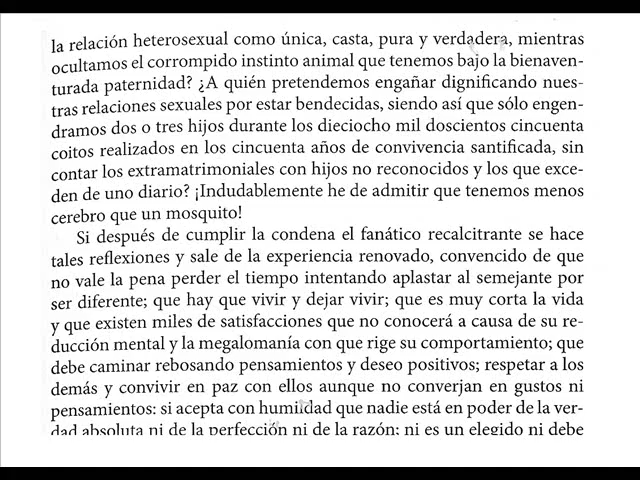 la relación heterosexual como única, casta, pura y verdadera, mientras
ocultamos el corrompido instinto animal que tenemos bajo la bienaven-
turada paternidad? ¿A quién pretendemos engañar dignificando nues-
tras relaciones sexuales por estar bendecidas, siendo así que sólo engen-
dramos dos o tres hijos durante los dieciocho mil doscientos cincuenta
coitos realizados en los cincuenta años de convivencia santificada, sin
contar los extramatrimoniales con hijos no reconocidos y los que exce-
den de uno diario? ¡Indudablemente he de admitir que tenemos menos
cerebro que un mosquito!
Si después de cumplir la condena el fanático recalcitrante se hace
tales reflexiones y sale de la experiencia renovado, convencido de que
no vale la pena perder el tiempo intentando aplastar al semejante por
ser diferente; que hay que vivir y dejar vivir; que es muy corta la vida
y que existen miles de satisfacciones que no conocerá a causa de su re-
ducción mental y la megalomanía con que rige su comportamiento; que
debe caminar rebosando pensamientos y deseo positivos; respetar a los
demás y convivir en paz con ellos aunque no converjan en gustos ni
pensamientos: si acepta con humildad que nadie está en poder de la ver-
dad absoluta ni de la perfección ni de la razón: ni es un elegido ni debe